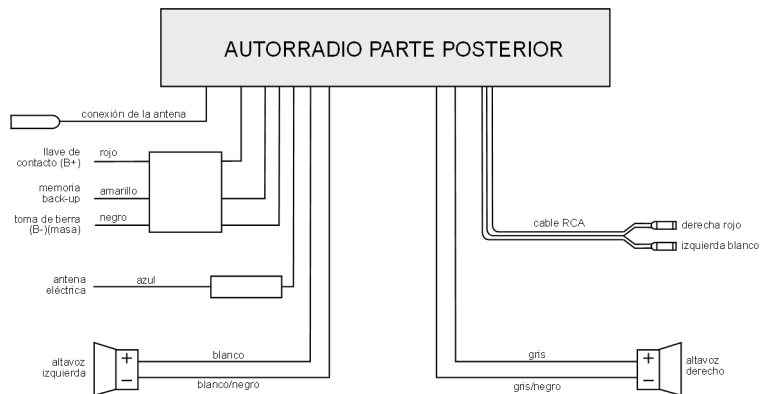 AUTORRADIO PARTE POSTERIOR
conexión de la antena
llave de
contacto (B+)
rojo
memoria
back-up
amarillo
toma de tierra
(B-)(masa)
negro
cable RCA
derecha rojo
izquierda blanco
antena
eléctrica
azul
altavoz
izquierda
+
−
blanco
blanco/negro
gris
gris/negro
+
−
altavoz
derecho